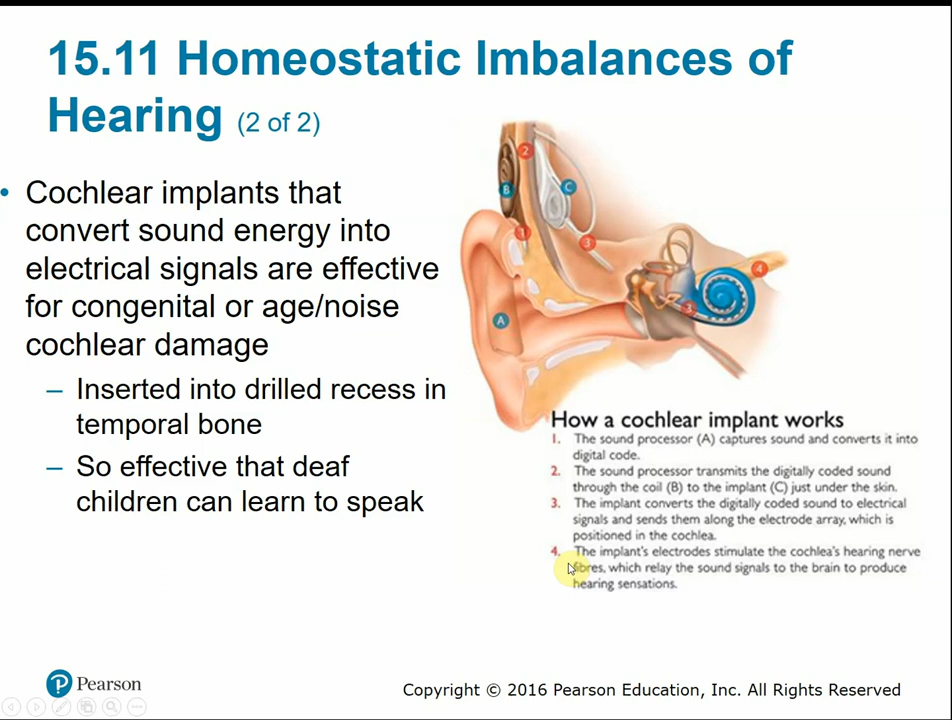 15.11 Homeostatic Imbalances of
Hearing (2 of 2)
• Cochlear implants that
convert sound energy into
electrical signals are effective
for congenital or age/noise
cochlear damage
– Inserted into drilled recess in
temporal bone
– So effective that deaf
children can learn to speak
2
B
C
1
3
4
3
A
How a cochlear implant works
1. The sound processor (A) captures sound and converts it into
digital code.
2. The sound processor transmits the digitally coded sound
through the coil (B) to the implant (C) just under the skin.
3. The implant converts the digitally coded sound to electrical
signals and sends them along the electrode array, which is
positioned in the cochlea.
4. The implant's electrodes stimulate the cochlea's hearing nerve
fibres, which relay the sound signals to the brain to produce
hearing sensations.
P Pearson
Copyright © 2016 Pearson Education, Inc. All Rights Reserved